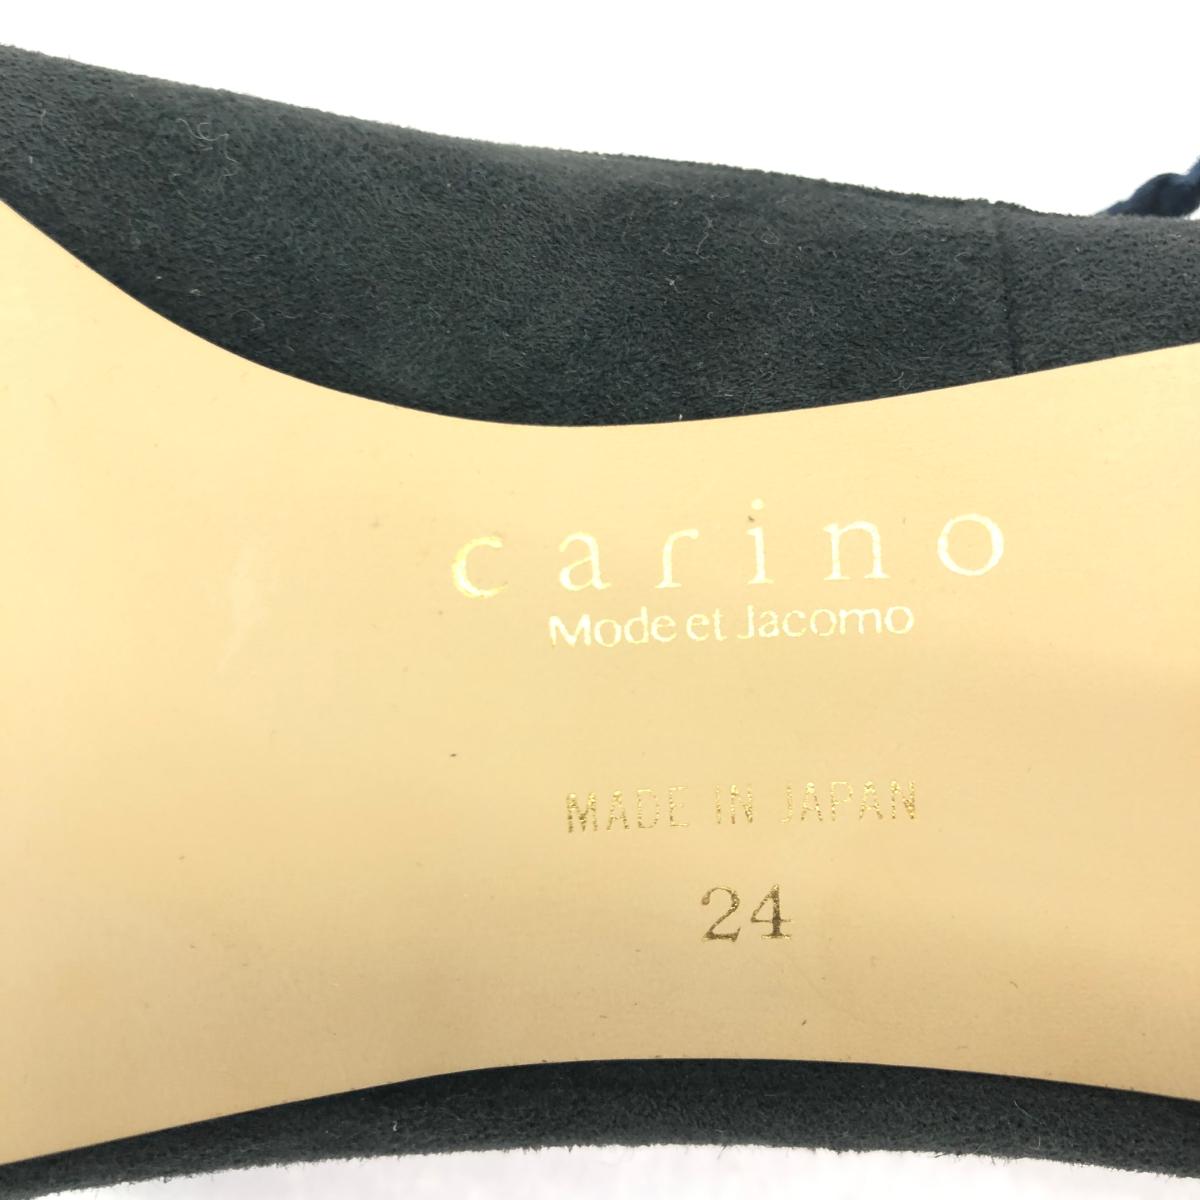 carino
Mode et Jacomo
MADE IN JAPAN
24